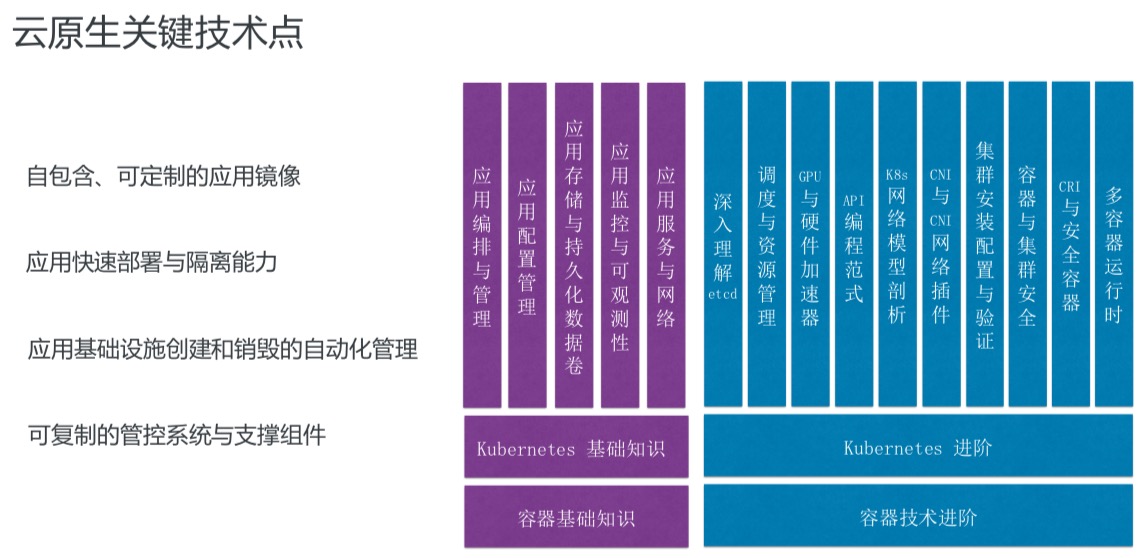 云原生关键技术点
自包含、可定制的应用镜像
应用快速部署与隔离能力
应用基础设施创建和销毁的自动化管理
可复制的管控系统与支撑组件
应用编排与管理
应用配置管理
应用存储与持久化数据卷
应用监控与可观测性
应用服务与网络
Kubernetes 基础知识
容器基础知识
深入理解etcd
调度与资源管理
GPU与硬件加速器
API编程范式
K8s网络模型剖析
CNI与CNI网络插件
集群安装配置与验证
容器与集群安全
CRI与安全容器
多容器运行时
Kubernetes 进阶
容器技术进阶